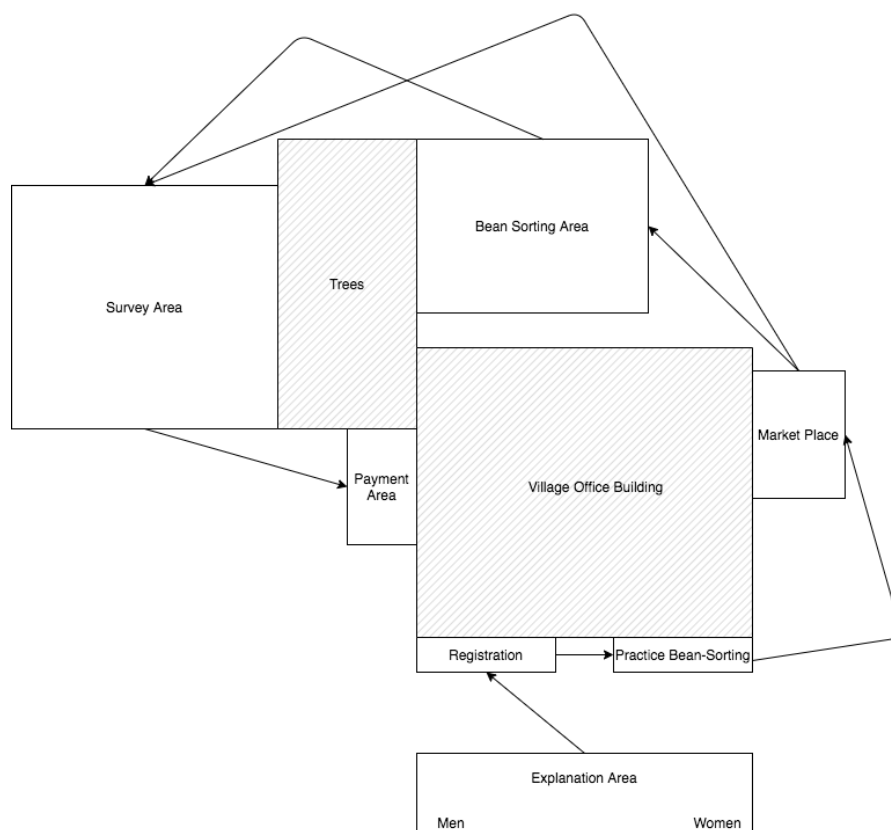 Bean Sorting Area
Trees
Survey Area
Market Place
Payment
Area
Village Office Building
Registration
Practice Bean-Sorting
Explanation Area
Men
Women